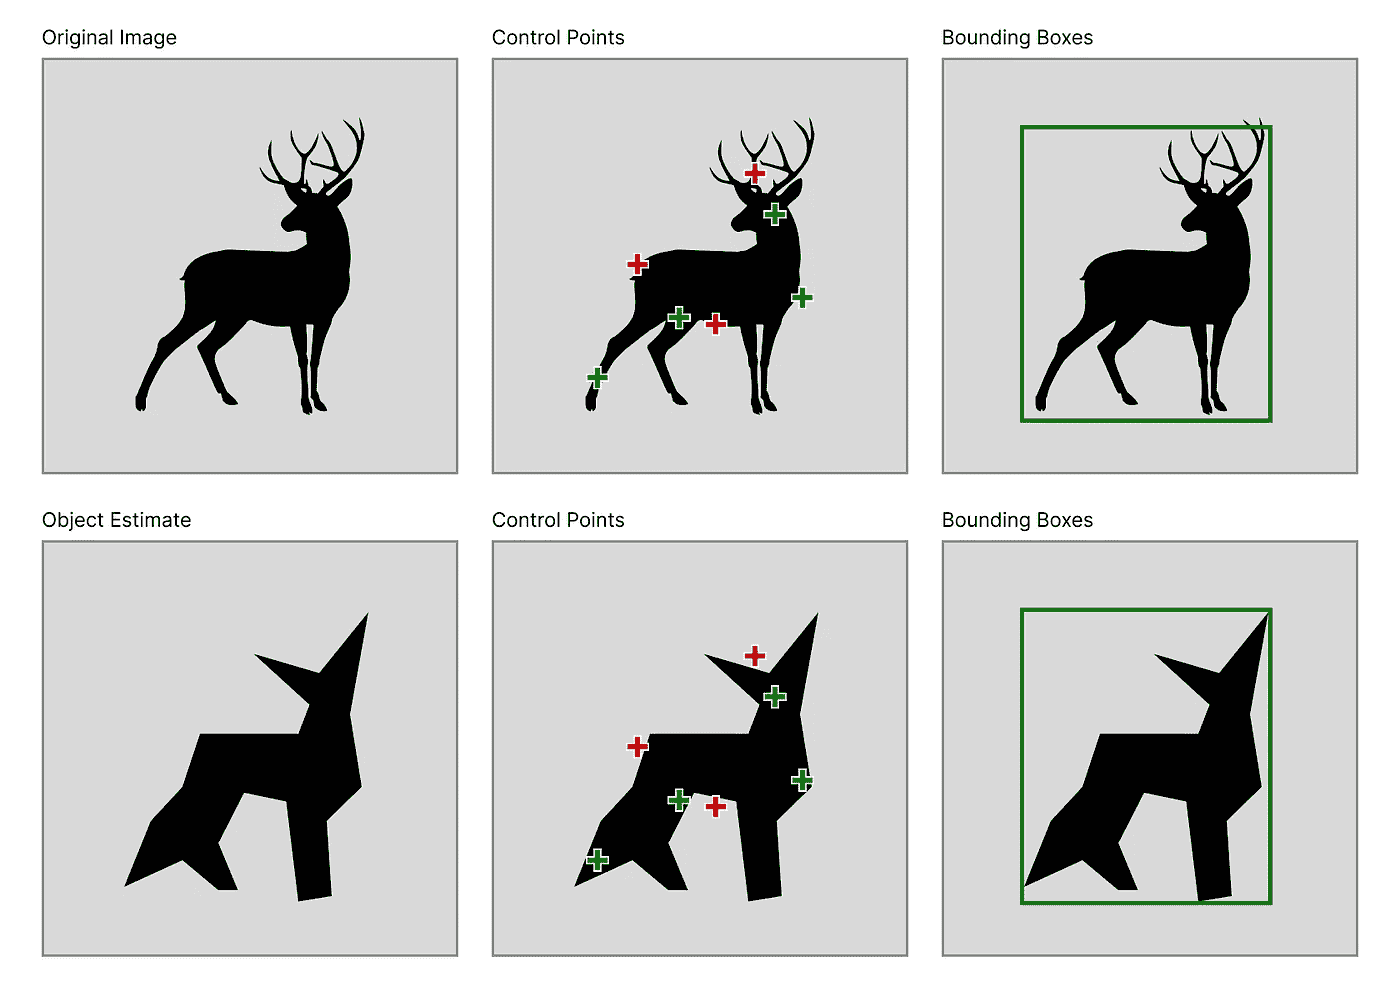 Original Image
Control Points
Bounding Boxes
Object Estimate
Control Points
Bounding Boxes